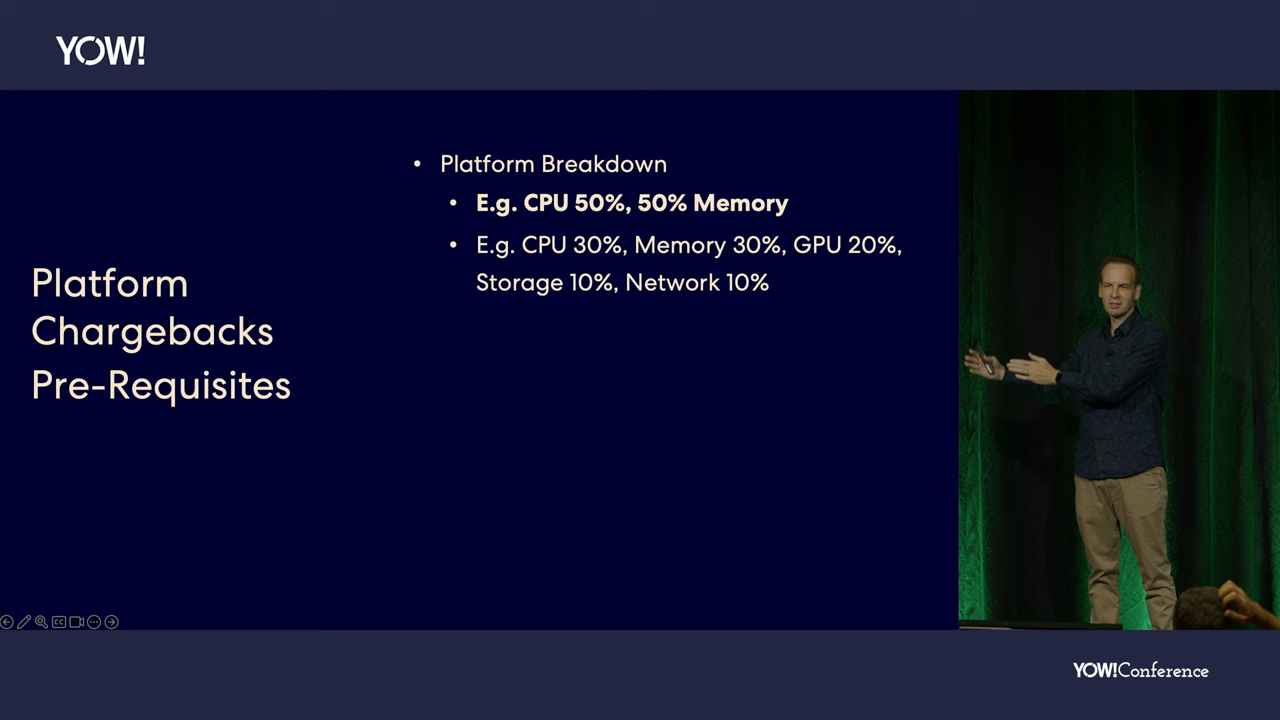 YOW!
Platform
Chargebacks
Pre-Requisites
• Platform Breakdown
• E.g. CPU 50%, 50% Memory
• E.g. CPU 30%, Memory 30%, GPU 20%,
Storage 10%, Network 10%
CC
YOW!Conference